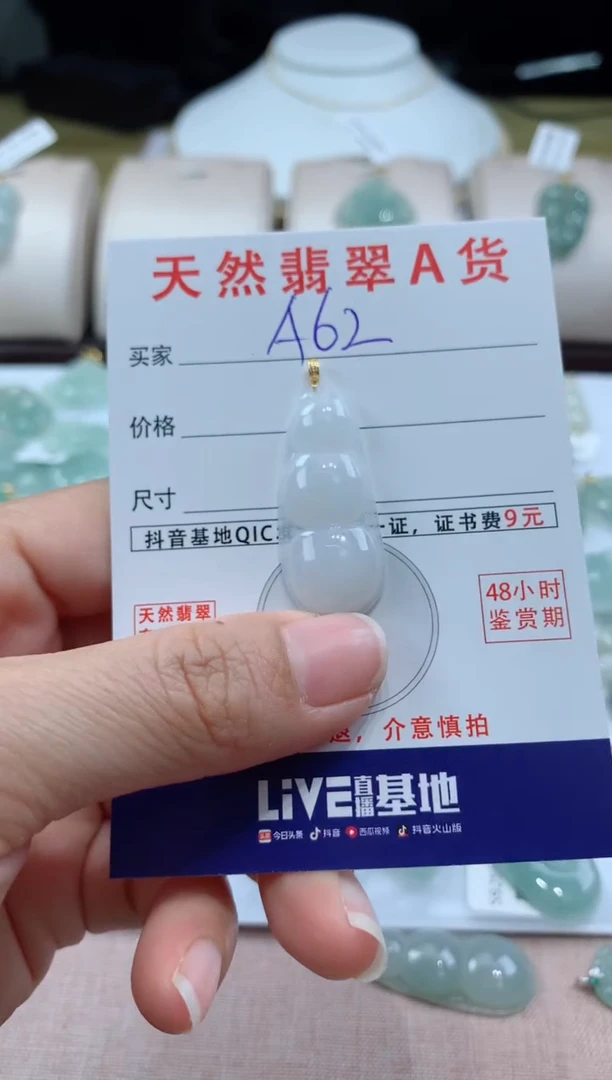 天然翡翠A货
买家 A62
价格
尺寸
抖音基地QIC 一证，证书费9元
天然翡翠
48小时
鉴赏期
退，介意慎拍
LiVE直播基地
今日头条 抖音 西瓜视频 抖音火山版